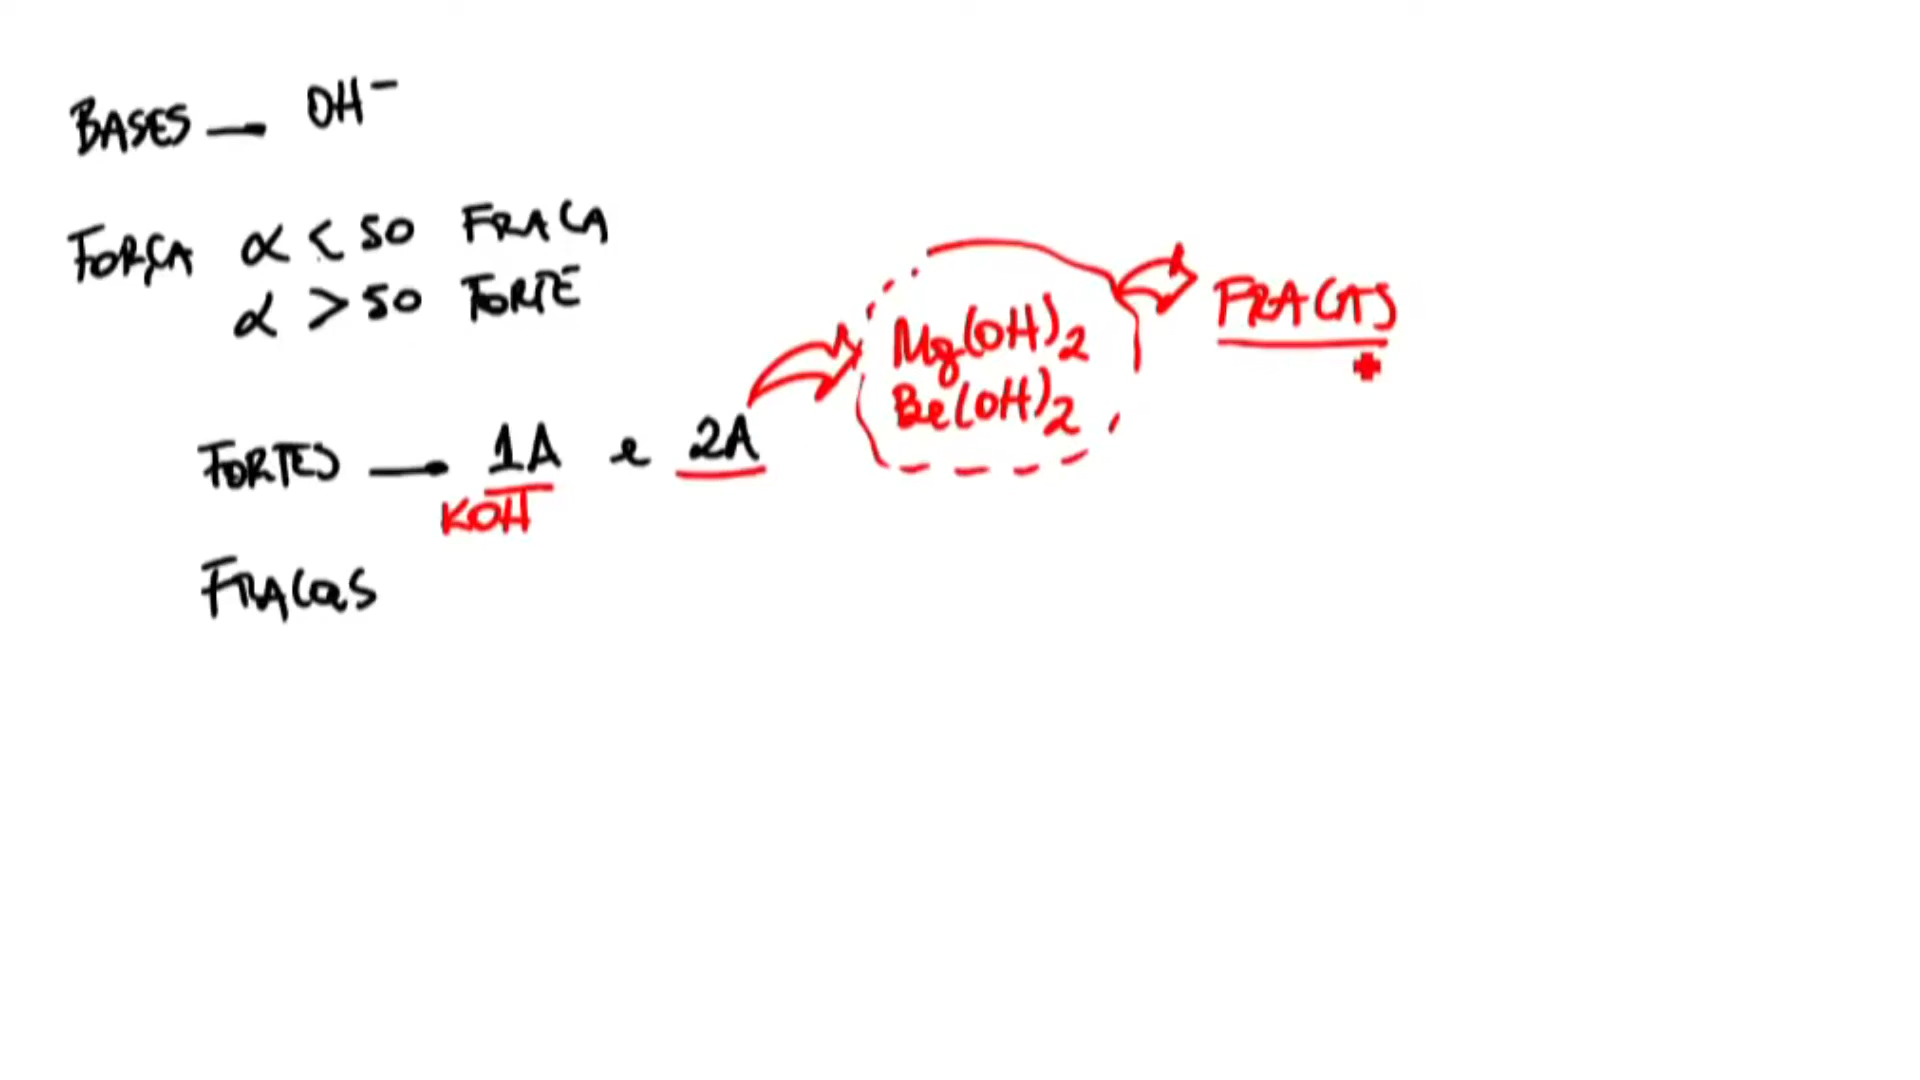 BASES — OH⁻
FORÇA α < 50 FRACA
α > 50 FORTE
Mg(OH)₂ FRACAS
Be(OH)₂
FORTES — 1A e 2A
KOH
FRACAS